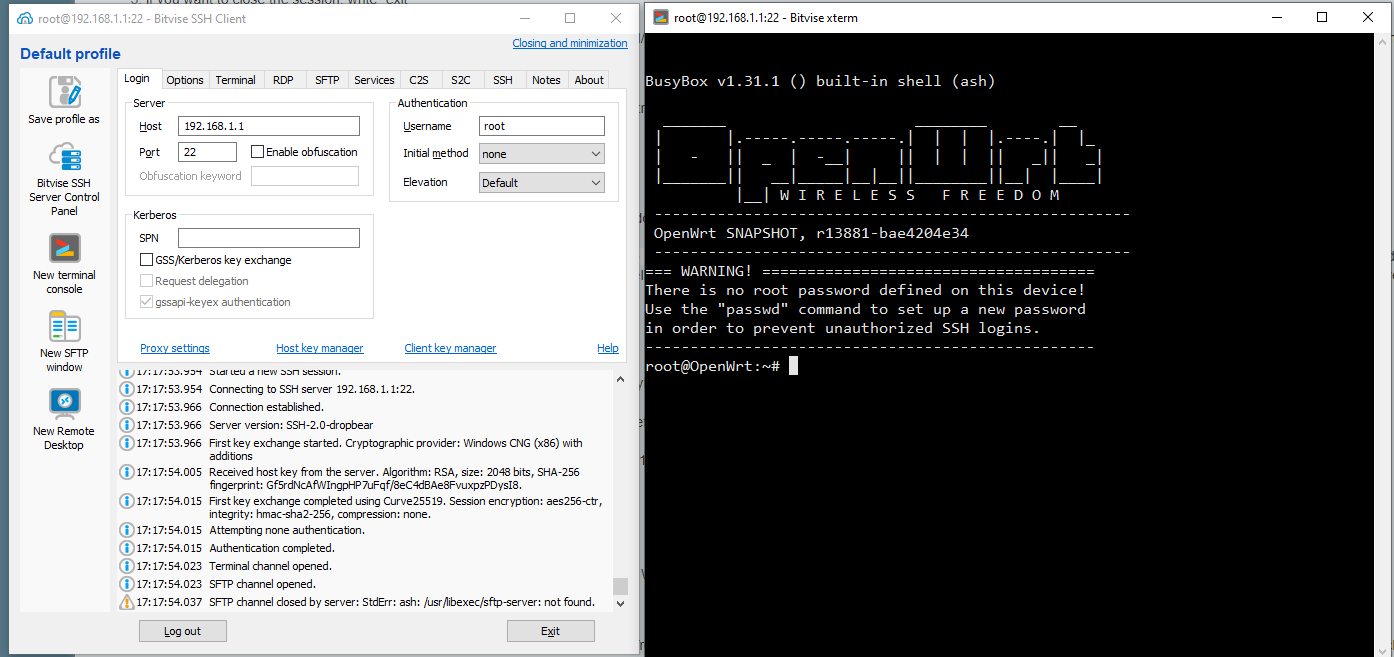 5. If you want to close the session: write "exit"
root@192.168.1.1:22 - Bitvise SSH Client
Closing and minimization
Default profile
Save profile as
Bitvise SSH
Server Control
Panel
New terminal
console
New SFTP
window
New Remote
Desktop
Login Options Terminal RDP SFTP Services C2S S2C SSH Notes About
Server
Host 192.168.1.1
Port 22 Enable obfuscation
Obfuscation keyword
Kerberos
SPN
GSS/Kerberos key exchange
Request delegation
gssapi-keyex authentication
Authentication
Username root
Initial method none
Elevation Default
Proxy settings Host key manager Client key manager Help
17:17:53.954 Started a new SSH session.
17:17:53.954 Connecting to SSH server 192.168.1.1:22.
17:17:53.966 Connection established.
17:17:53.966 Server version: SSH-2.0-dropbear
17:17:53.966 First key exchange started. Cryptographic provider: Windows CNG (x86) with
additions
17:17:54.005 Received host key from the server. Algorithm: RSA, size: 2048 bits, SHA-256
fingerprint: Gf5rdNcAfWIngpHP7uFqf/8eC4dBAe8FvuxpzPDysI8.
17:17:54.015 First key exchange completed using Curve25519. Session encryption: aes256-ctr,
integrity: hmac-sha2-256, compression: none.
17:17:54.015 Attempting none authentication.
17:17:54.015 Authentication completed.
17:17:54.023 Terminal channel opened.
17:17:54.023 SFTP channel opened.
17:17:54.037 SFTP channel closed by server: StdErr: ash: /usr/libexec/sftp-server: not found.
Log out Exit
root@192.168.1.1:22 - Bitvise xterm
BusyBox v1.31.1 () built-in shell (ash)
OpenWrt
W I R E L E S S   F R E E D O M
-----------------------------------------------------
OpenWrt SNAPSHOT, r13881-bae4204e34
-----------------------------------------------------
=== WARNING! =====================================
There is no root password defined on this device!
Use the "passwd" command to set up a new password
in order to prevent unauthorized SSH logins.
--------------------------------------------------
root@OpenWrt:~#